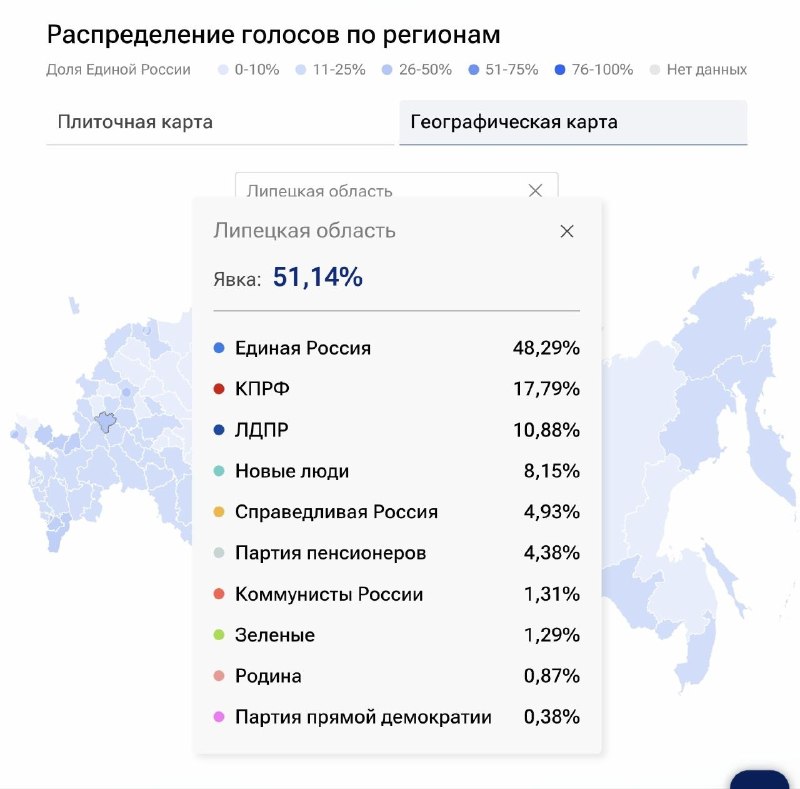 Распределение голосов по регионам
Доля Единой России 0-10% 11-25% 26-50% 51-75% 76-100% Нет данных
Плиточная карта Географическая карта
Липецкая область
Липецкая область
Явка: 51,14%
Единая Россия 48,29%
КПРФ 17,79%
ЛДПР 10,88%
Новые люди 8,15%
Справедливая Россия 4,93%
Партия пенсионеров 4,38%
Коммунисты России 1,31%
Зеленые 1,29%
Родина 0,87%
Партия прямой демократии 0,38%